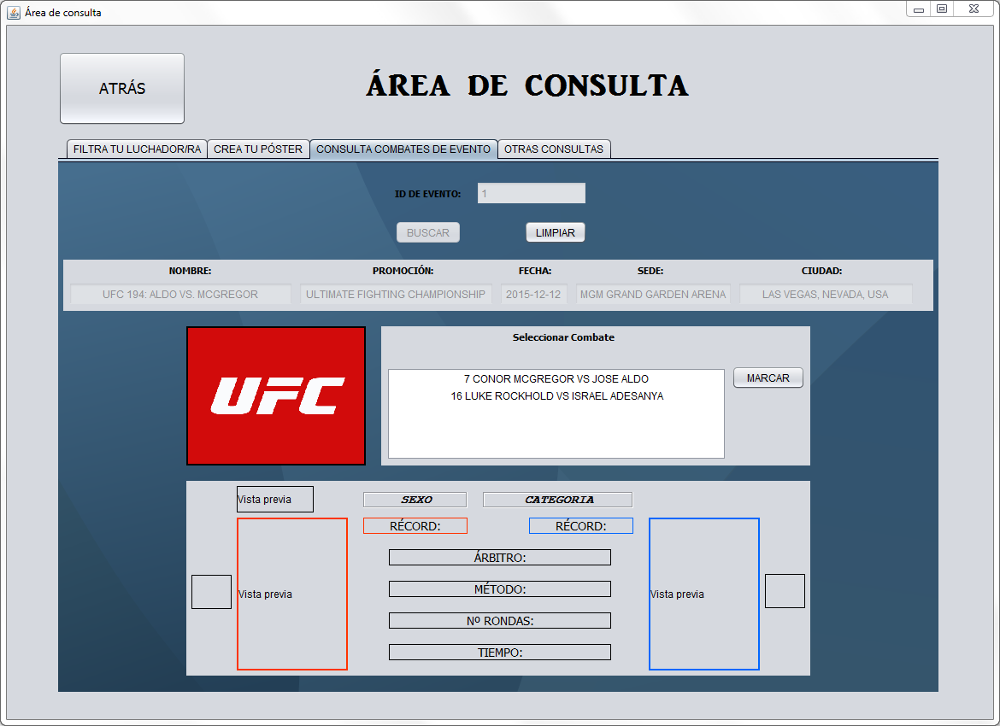 Área de consulta
ATRÁS
ÁREA DE CONSULTA
FILTRA TU LUCHADOR/RA CREA TU PÓSTER CONSULTA COMBATES DE EVENTO OTRAS CONSULTAS
ID DE EVENTO: 1
BUSCAR LIMPIAR
NOMBRE: PROMOCIÓN: FECHA: SEDE: CIUDAD:
UFC 194: ALDO VS. MCGREGOR ULTIMATE FIGHTING CHAMPIONSHIP 2015-12-12 MGM GRAND GARDEN ARENA LAS VEGAS, NEVADA, USA
UFC
Seleccionar Combate
7 CONOR MCGREGOR VS JOSE ALDO
16 LUKE ROCKHOLD VS ISRAEL ADESANYA
MARCAR
Vista previa SEXO CATEGORIA
RÉCORD: RÉCORD:
ÁRBITRO:
MÉTODO:
Vista previa Vista previa
Nº RONDAS:
TIEMPO: